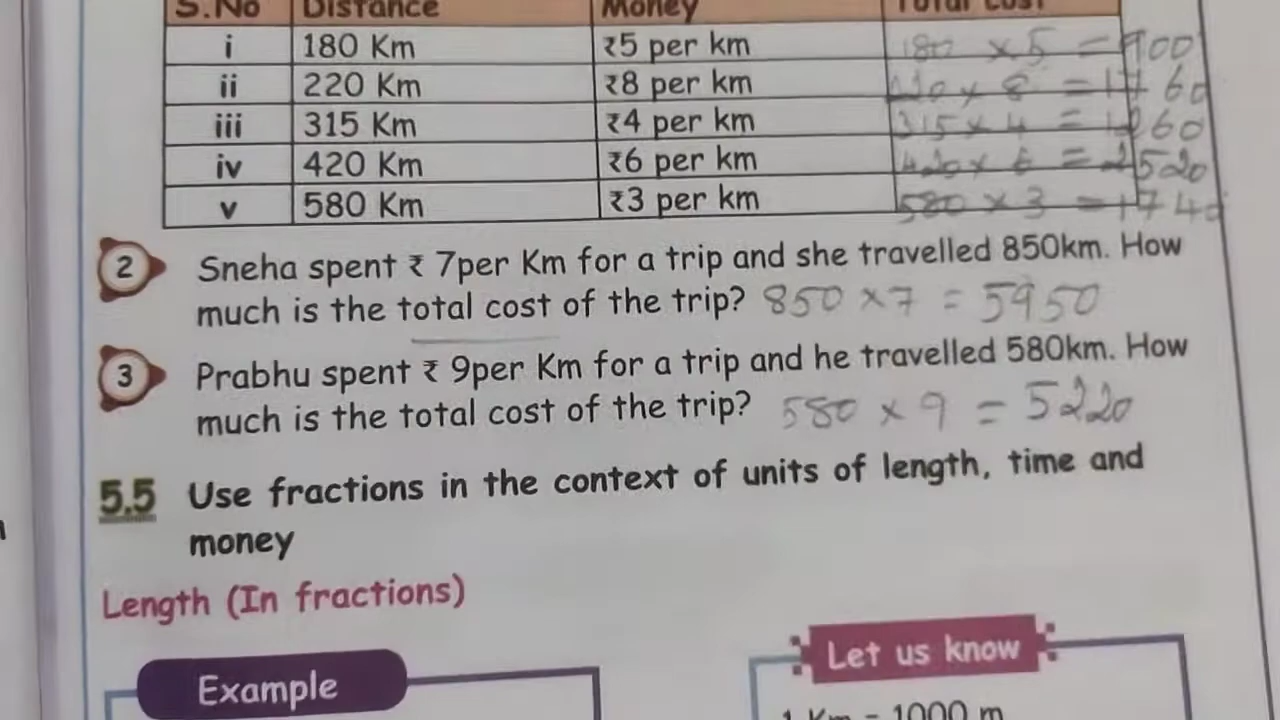 S.No Distance Money Total Cost
i 180 Km ₹5 per km 180 × 5 = 900
ii 220 Km ₹8 per km 220 × 8 = 1760
iii 315 Km ₹4 per km 315 × 4 = 1260
iv 420 Km ₹6 per km 420 × 6 = 2520
v 580 Km ₹3 per km 580 × 3 = 1740
2 Sneha spent ₹ 7per Km for a trip and she travelled 850km. How
much is the total cost of the trip? 850 × 7 = 5950
3 Prabhu spent ₹ 9per Km for a trip and he travelled 580km. How
much is the total cost of the trip? 580 × 9 = 5220
5.5 Use fractions in the context of units of length, time and
money
Length (In fractions)
Let us know
Example
1 Km = 1000 m